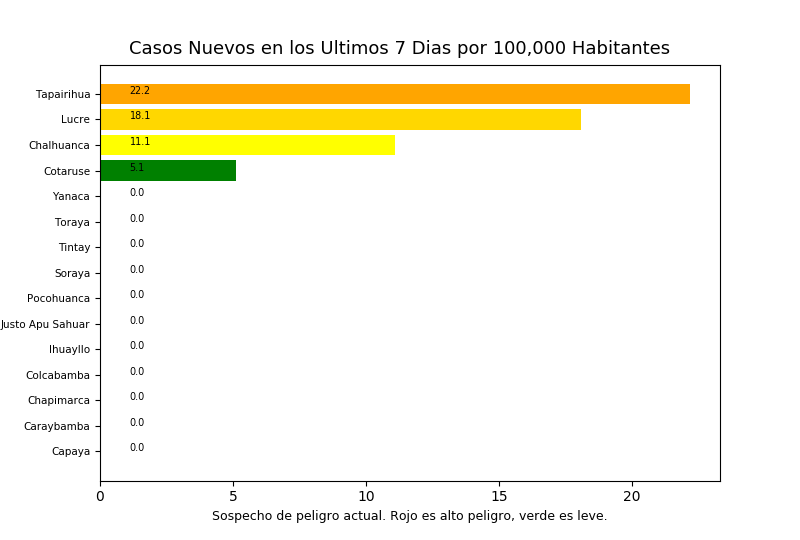 Casos Nuevos en los Ultimos 7 Dias por 100,000 Habitantes
Tapairihua 22.2
Lucre 18.1
Chalhuanca 11.1
Cotaruse 5.1
Yanaca 0.0
Toraya 0.0
Tintay 0.0
Soraya 0.0
Pocohuanca 0.0
Justo Apu Sahuar 0.0
Ihuayllo 0.0
Colcabamba 0.0
Chapimarca 0.0
Caraybamba 0.0
Capaya 0.0
0 5 10 15 20
Sospecho de peligro actual. Rojo es alto peligro, verde es leve.